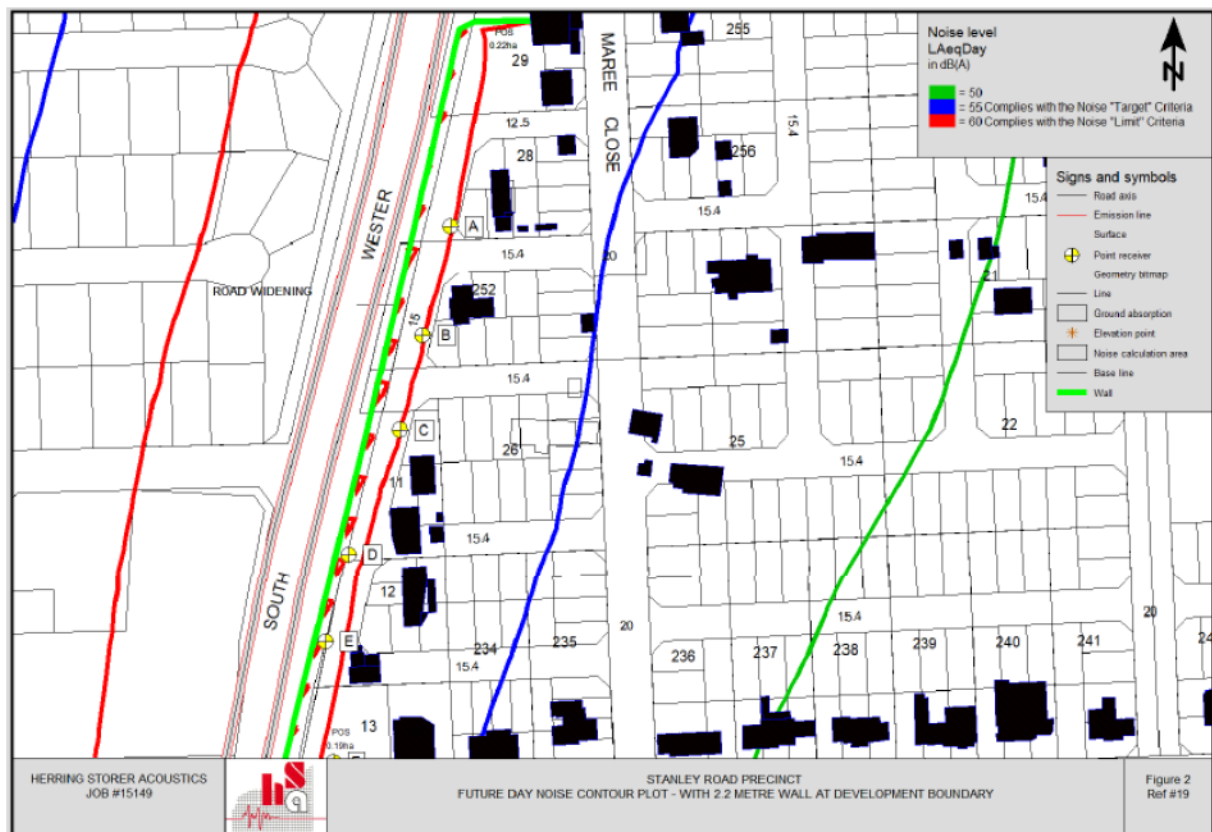 POS
0.22ha
29
MAREE CLOSE
255
12.5
28
15.4
256
WESTER
A
15.4
15.4
15.4
20
252
21
ROAD WIDENING
15
B
15.4
C
26
25
22
15.4
11
15.4
D
12
SOUTH
15.4
20
20
E
234
235
15.4
236
237
238
239
240
241
POS
0.19ha
13
Noise level
LAeqDay
in dB(A)
= 50
= 55 Complies with the Noise "Target" Criteria
= 60 Complies with the Noise "Limit" Criteria
N
Signs and symbols
Road axis
Emission line
Surface
Point receiver
Geometry bitmap
Line
Ground absorption
Elevation point
Noise calculation area
Base line
Wall
HERRING STORER ACOUSTICS
JOB #15149
hsa
STANLEY ROAD PRECINCT
FUTURE DAY NOISE CONTOUR PLOT - WITH 2.2 METRE WALL AT DEVELOPMENT BOUNDARY
Figure 2
Ref #19